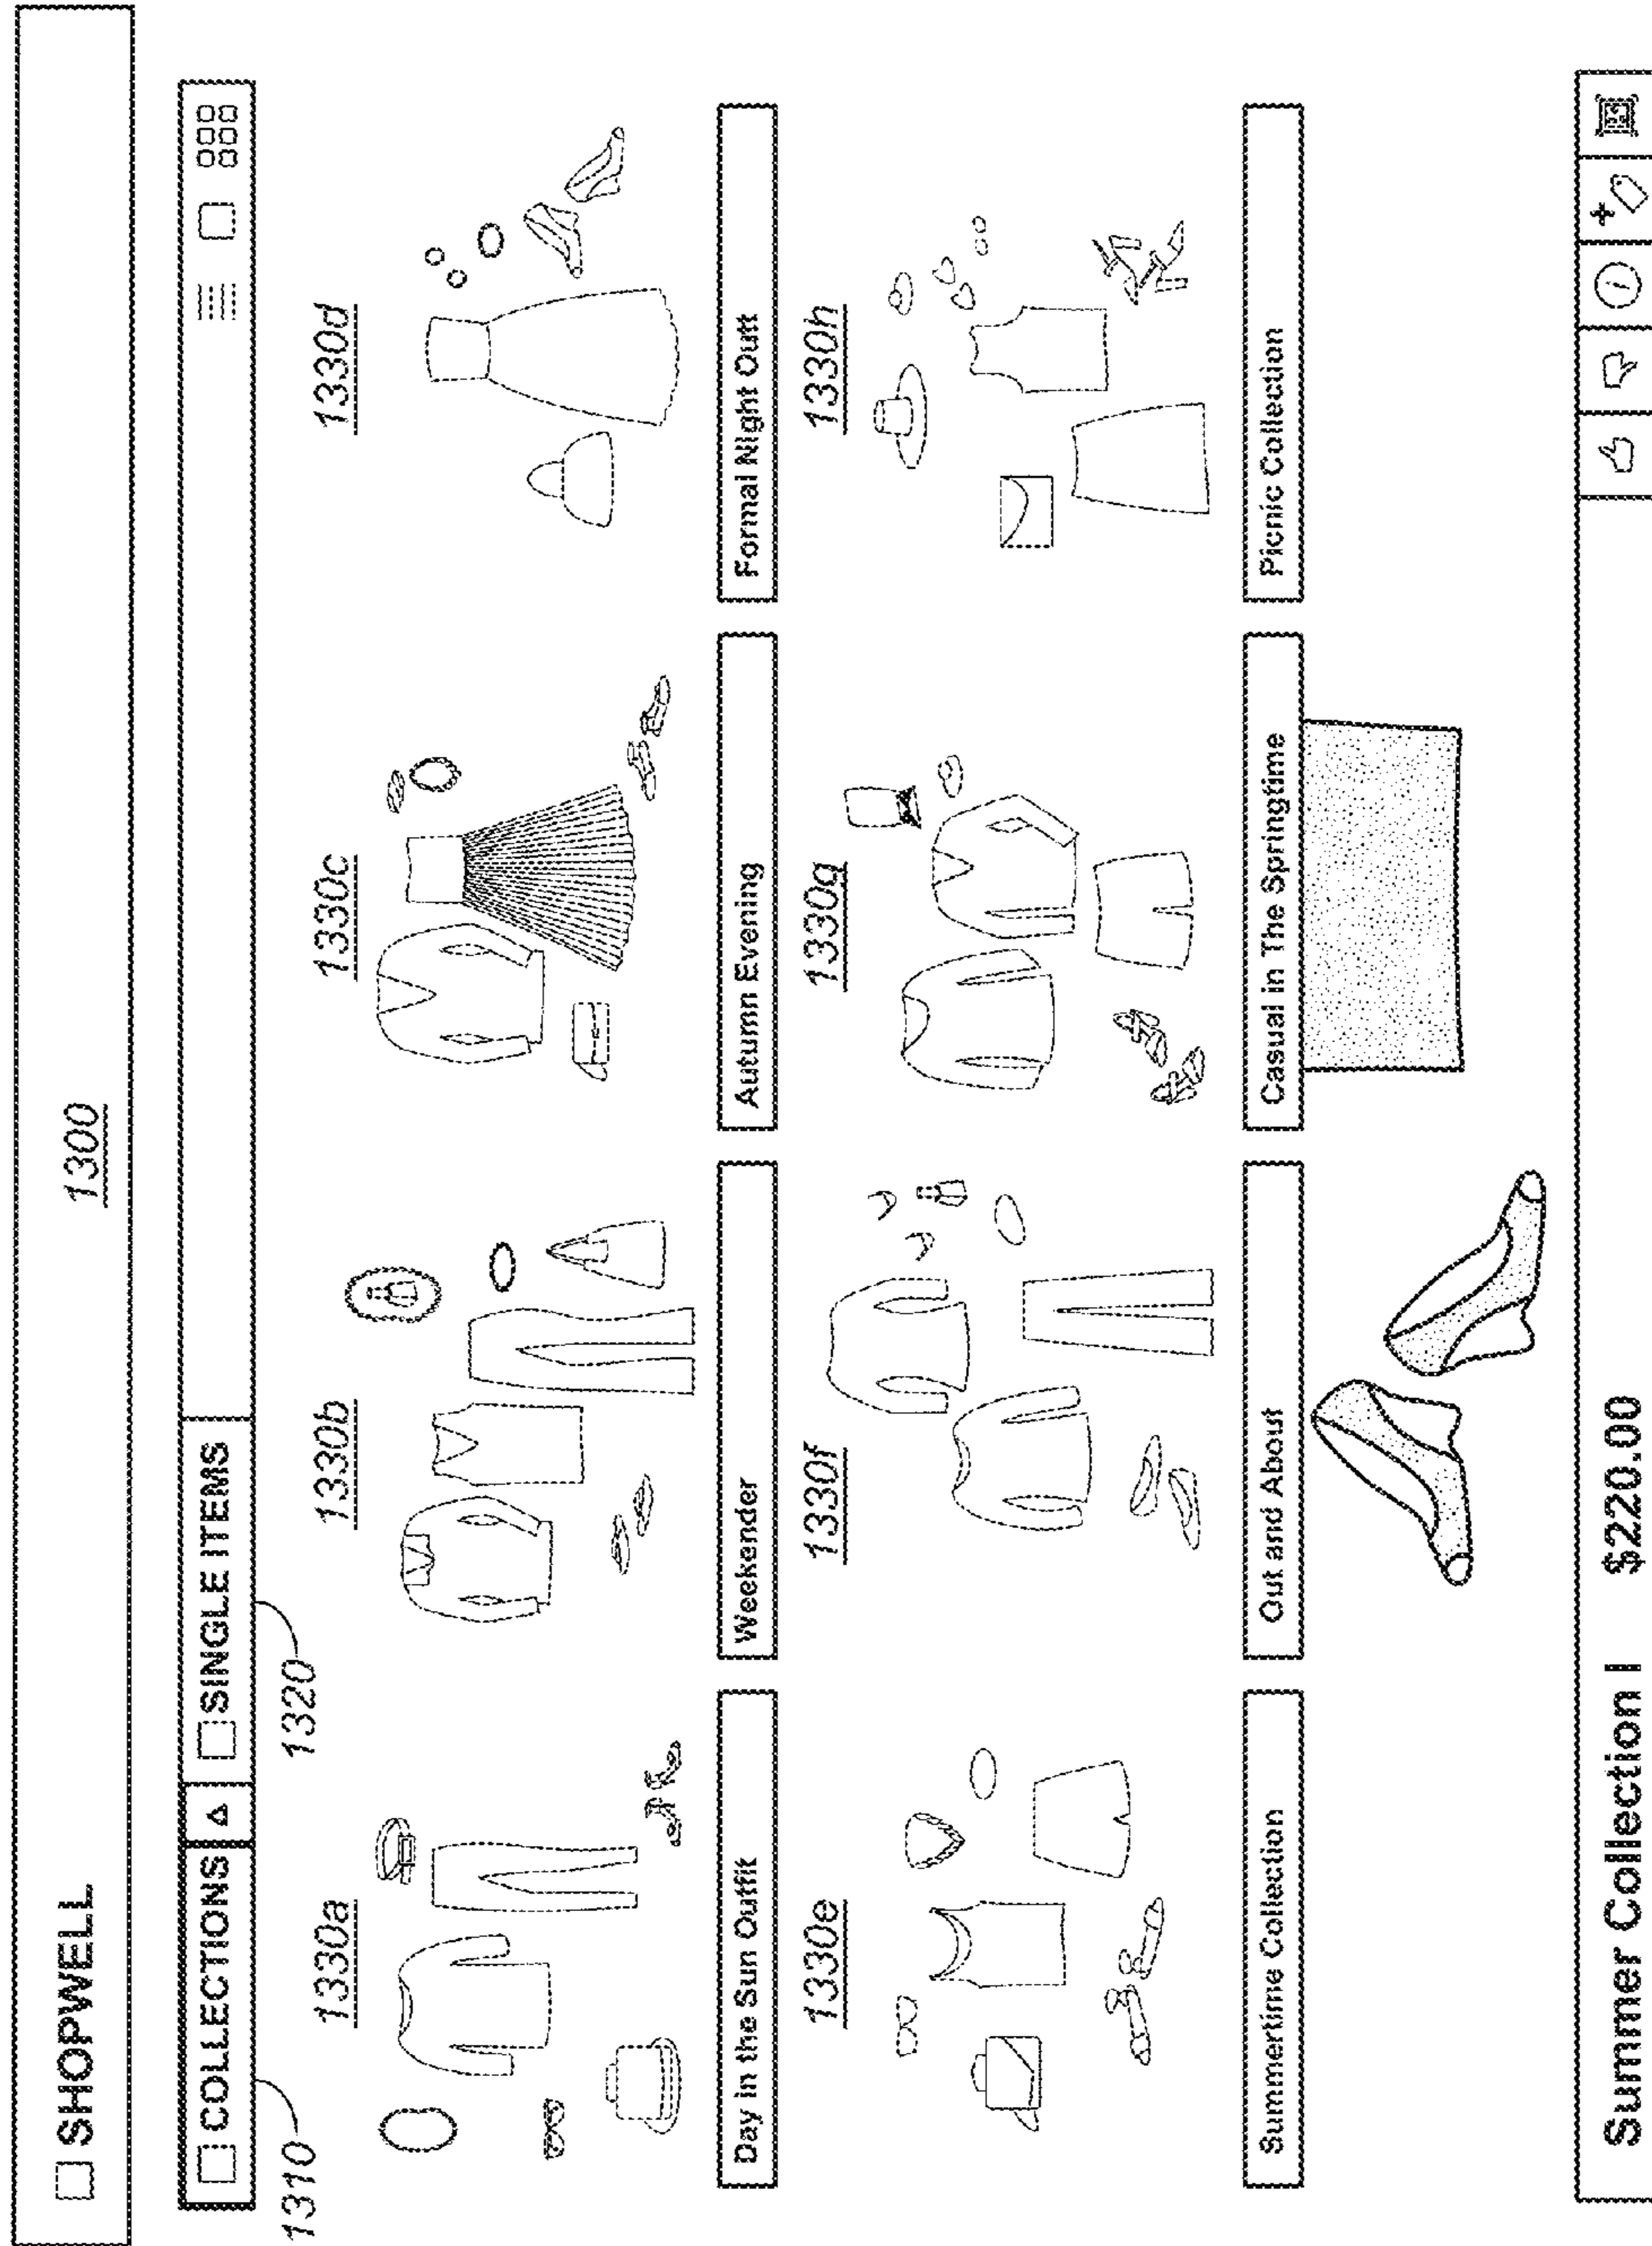 SHOPWELL
1300
COLLECTIONS SINGLE ITEMS
1310 1320
1330a 1330b 1330c 1330d
Day in the Sun Outfit Weekender Autumn Evening Formal Night Outt
1330e 1330f 1330g 1330h
Summertime Collection Out and About Casual in The Springtime Picnic Collection
Summer Collection I $220.00